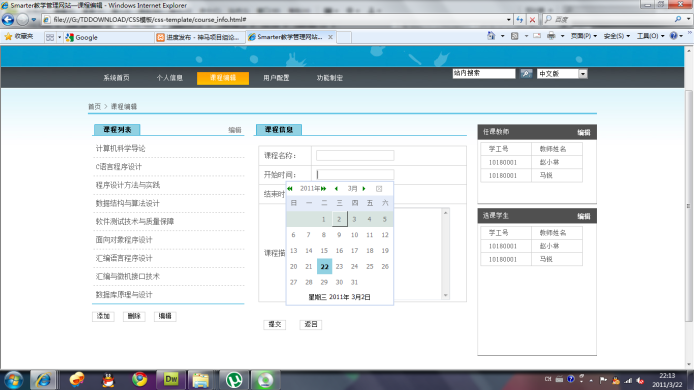 Smarter教学管理网站—课程编辑 - Windows Internet Explorer
file:///G:/TDDOWNLOAD/CSS模板/css-template/course_info.html#
百度
收藏夹
Google
进度发布 - 神马项目组论...
Smarter教学管理网站...
页面(P)
安全(S)
工具(O)
系统首页
个人信息
课程编辑
用户配置
功能制定
站内搜索
中文版
首页 > 课程编辑
课程列表
编辑
计算机科学导论
C语言程序设计
程序设计方法与实践
数据结构与算法设计
软件测试技术与质量保障
面向对象程序设计
汇编语言程序设计
汇编与微机接口技术
数据库原理与设计
添加
删除
编辑
课程信息
课程名称:
开始时间:
结束时
课程描
2011年
3月
日 一 二 三 四 五 六
1 2 3 4 5
6 7 8 9 10 11 12
13 14 15 16 17 18 19
20 21 22 23 24 25 26
27 28 29 30 31
星期三 2011年 3月2日
提交
返回
任课教师
编辑
学工号 教师姓名
10180001 赵小林
10180001 马锐
选课学生
编辑
学工号 教师姓名
10180001 赵小林
10180001 马锐
Dw
CH
22:13
2011/3/22